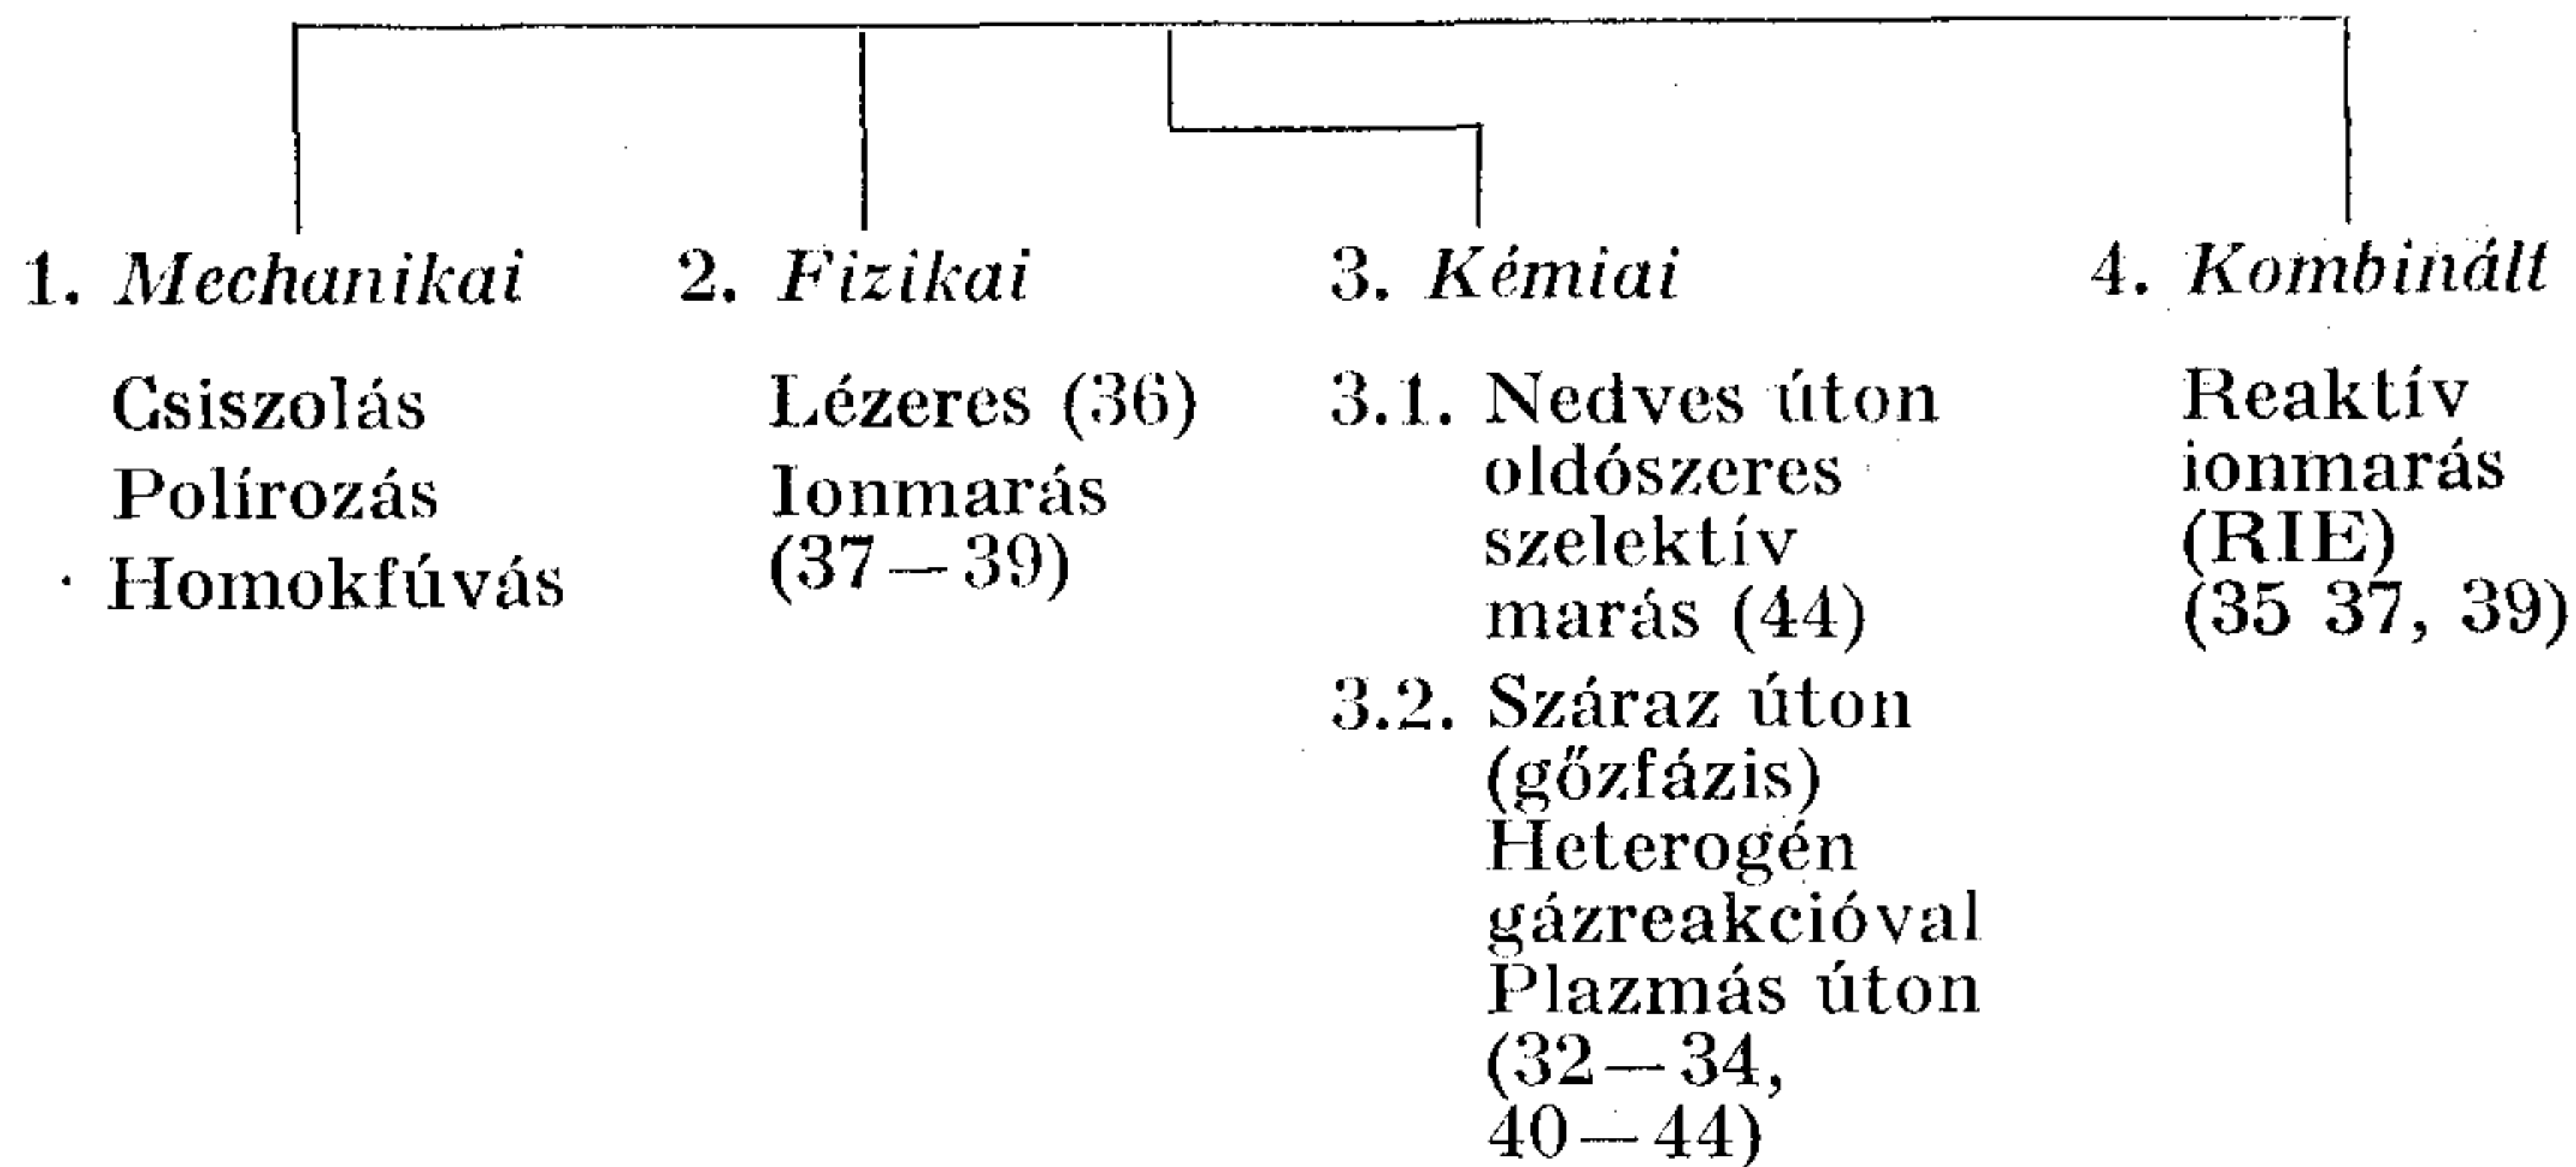 1. Mechanikai
Csiszolás
Polírozás
Homokfúvás
2. Fizikai
Lézeres (36)
Ionmarás
(37—39)
3. Kémiai
3.1. Nedves úton
oldószeres
szelektív
marás (44)
3.2. Száraz úton
(gőzfázis)
Heterogén
gázreakcióval
Plazmás úton
(32—34,
40—44)
4. Kombinált
Reaktív
ionmarás
(RIE)
(35 37, 39)